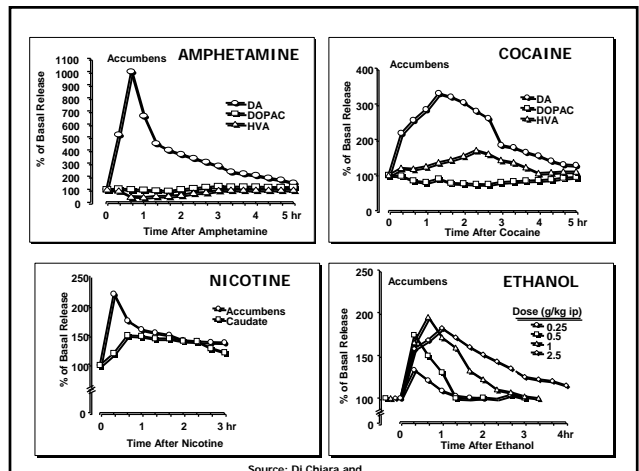 AMPHETAMINE
Accumbens
1100
1000
900
800
700
600
500
400
300
200
100
0
% of Basal Release
DA
DOPAC
HVA
0 1 2 3 4 5 hr
Time After Amphetamine
COCAINE
Accumbens
400
300
200
100
0
% of Basal Release
DA
DOPAC
HVA
0 1 2 3 4 5 hr
Time After Cocaine
NICOTINE
250
200
150
100
0
% of Basal Release
Accumbens
Caudate
0 1 2 3 hr
Time After Nicotine
ETHANOL
Accumbens
250
200
150
100
0
% of Basal Release
Dose (g/kg ip)
0.25
0.5
1
2.5
0 1 2 3 4hr
Time After Ethanol
Source: Di Chiara and